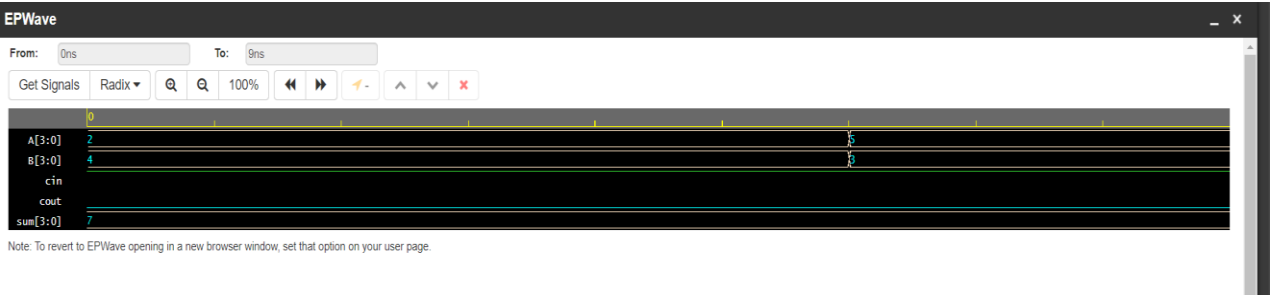 EPWave
From: 0ns To: 9ns
Get Signals Radix 100% -
0
A[3:0] 2 5
B[3:0] 4 3
cin
cout
sum[3:0] 7
Note: To revert to EPWave opening in a new browser window, set that option on your user page.